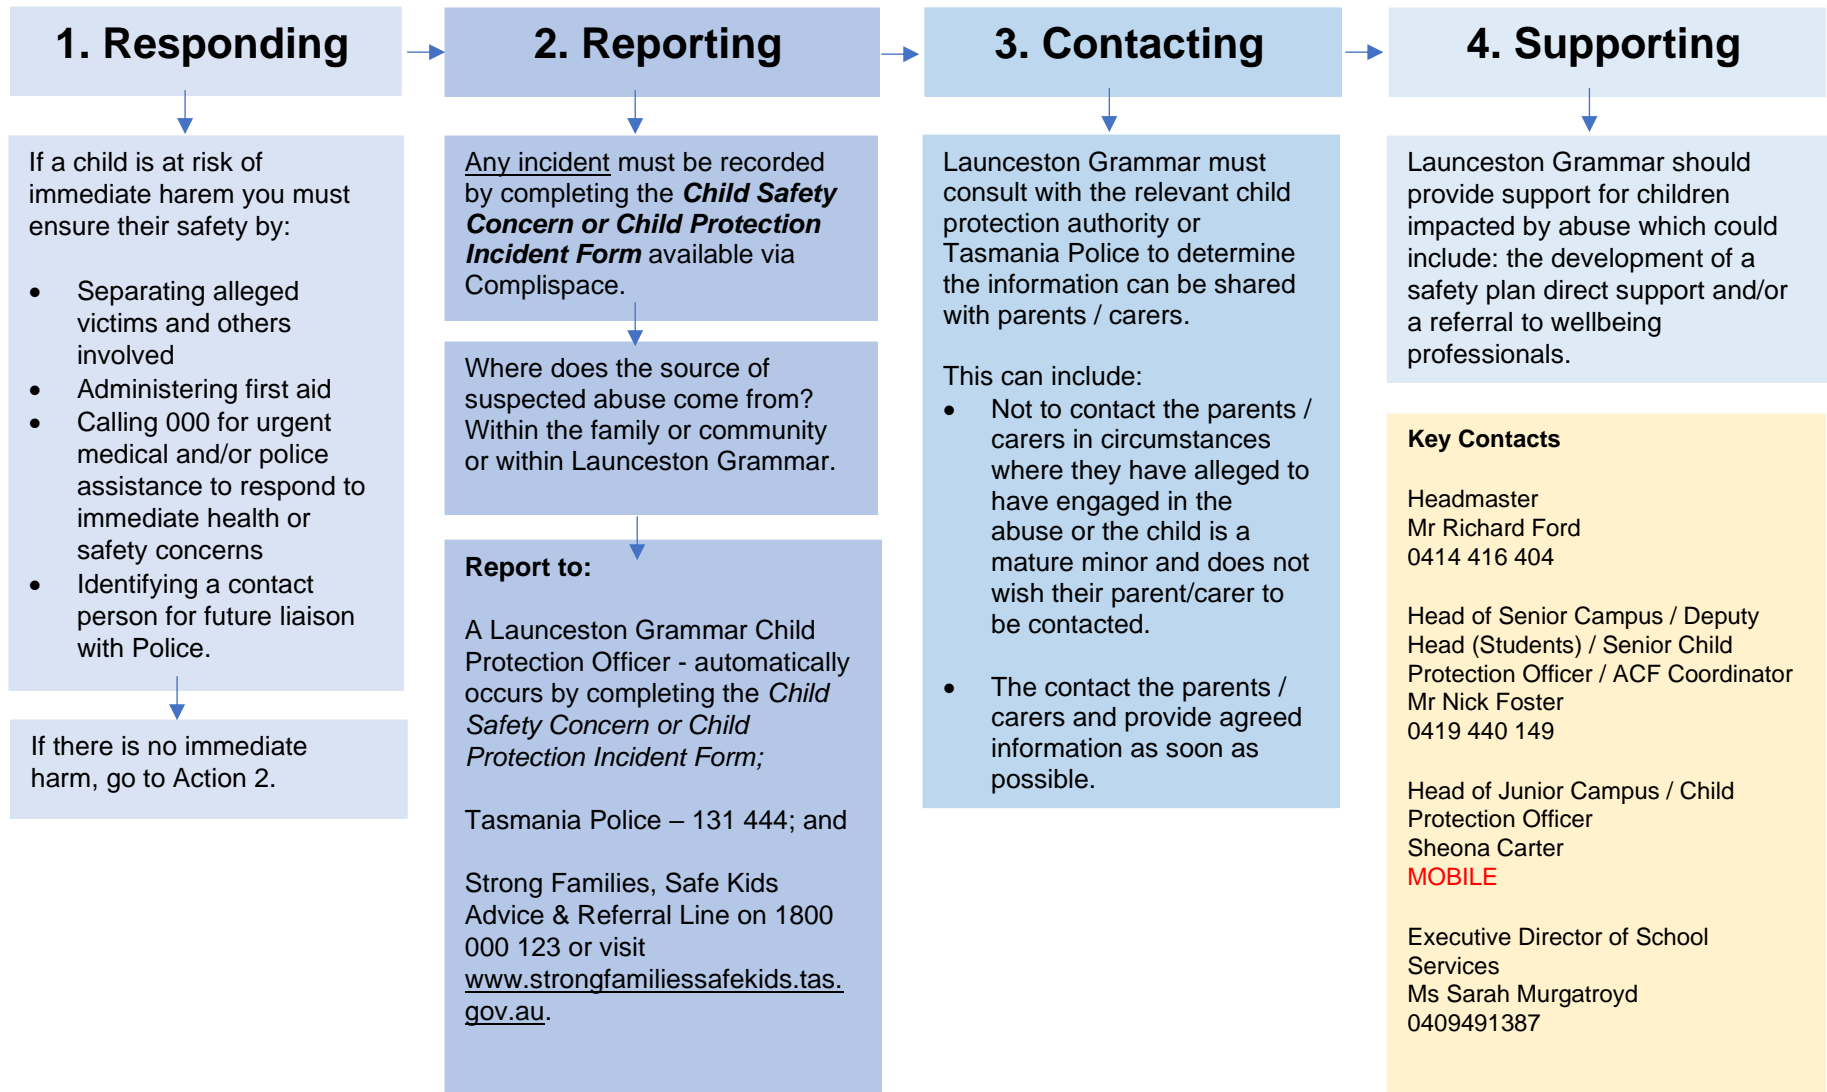 1. Responding
If a child is at risk of
immediate harm you must
ensure their safety by:
• Separating alleged
victims and others
involved
• Administering first aid
• Calling 000 for urgent
medical and/or police
assistance to respond to
immediate health or
safety concerns
• Identifying a contact
person for future liaison
with Police.
If there is no immediate
harm, go to Action 2.
2. Reporting
Any incident must be recorded
by completing the Child Safety
Concern or Child Protection
Incident Form available via
Complispace.
Where does the source of
suspected abuse come from?
Within the family or community
or within Launceston Grammar.
Report to:
A Launceston Grammar Child
Protection Officer - automatically
occurs by completing the Child
Safety Concern or Child
Protection Incident Form;
Tasmania Police – 131 444; and
Strong Families, Safe Kids
Advice & Referral Line on 1800
000 123 or visit
www.strongfamiliessafekids.tas.
gov.au.
3. Contacting
Launceston Grammar must
consult with the relevant child
protection authority or
Tasmania Police to determine
the information can be shared
with parents / carers.
This can include:
• Not to contact the parents /
carers in circumstances
where they have alleged to
have engaged in the
abuse or the child is a
mature minor and does not
wish their parent/carer to
be contacted.
• The contact the parents /
carers and provide agreed
information as soon as
possible.
4. Supporting
Launceston Grammar should
provide support for children
impacted by abuse which could
include: the development of a
safety plan direct support and/or
a referral to wellbeing
professionals.
Key Contacts
Headmaster
Mr Richard Ford
0414 416 404
Head of Senior Campus / Deputy
Head (Students) / Senior Child
Protection Officer / ACF Coordinator
Mr Nick Foster
0419 440 149
Head of Junior Campus / Child
Protection Officer
Sheona Carter
MOBILE
Executive Director of School
Services
Ms Sarah Murgatroyd
0409491387